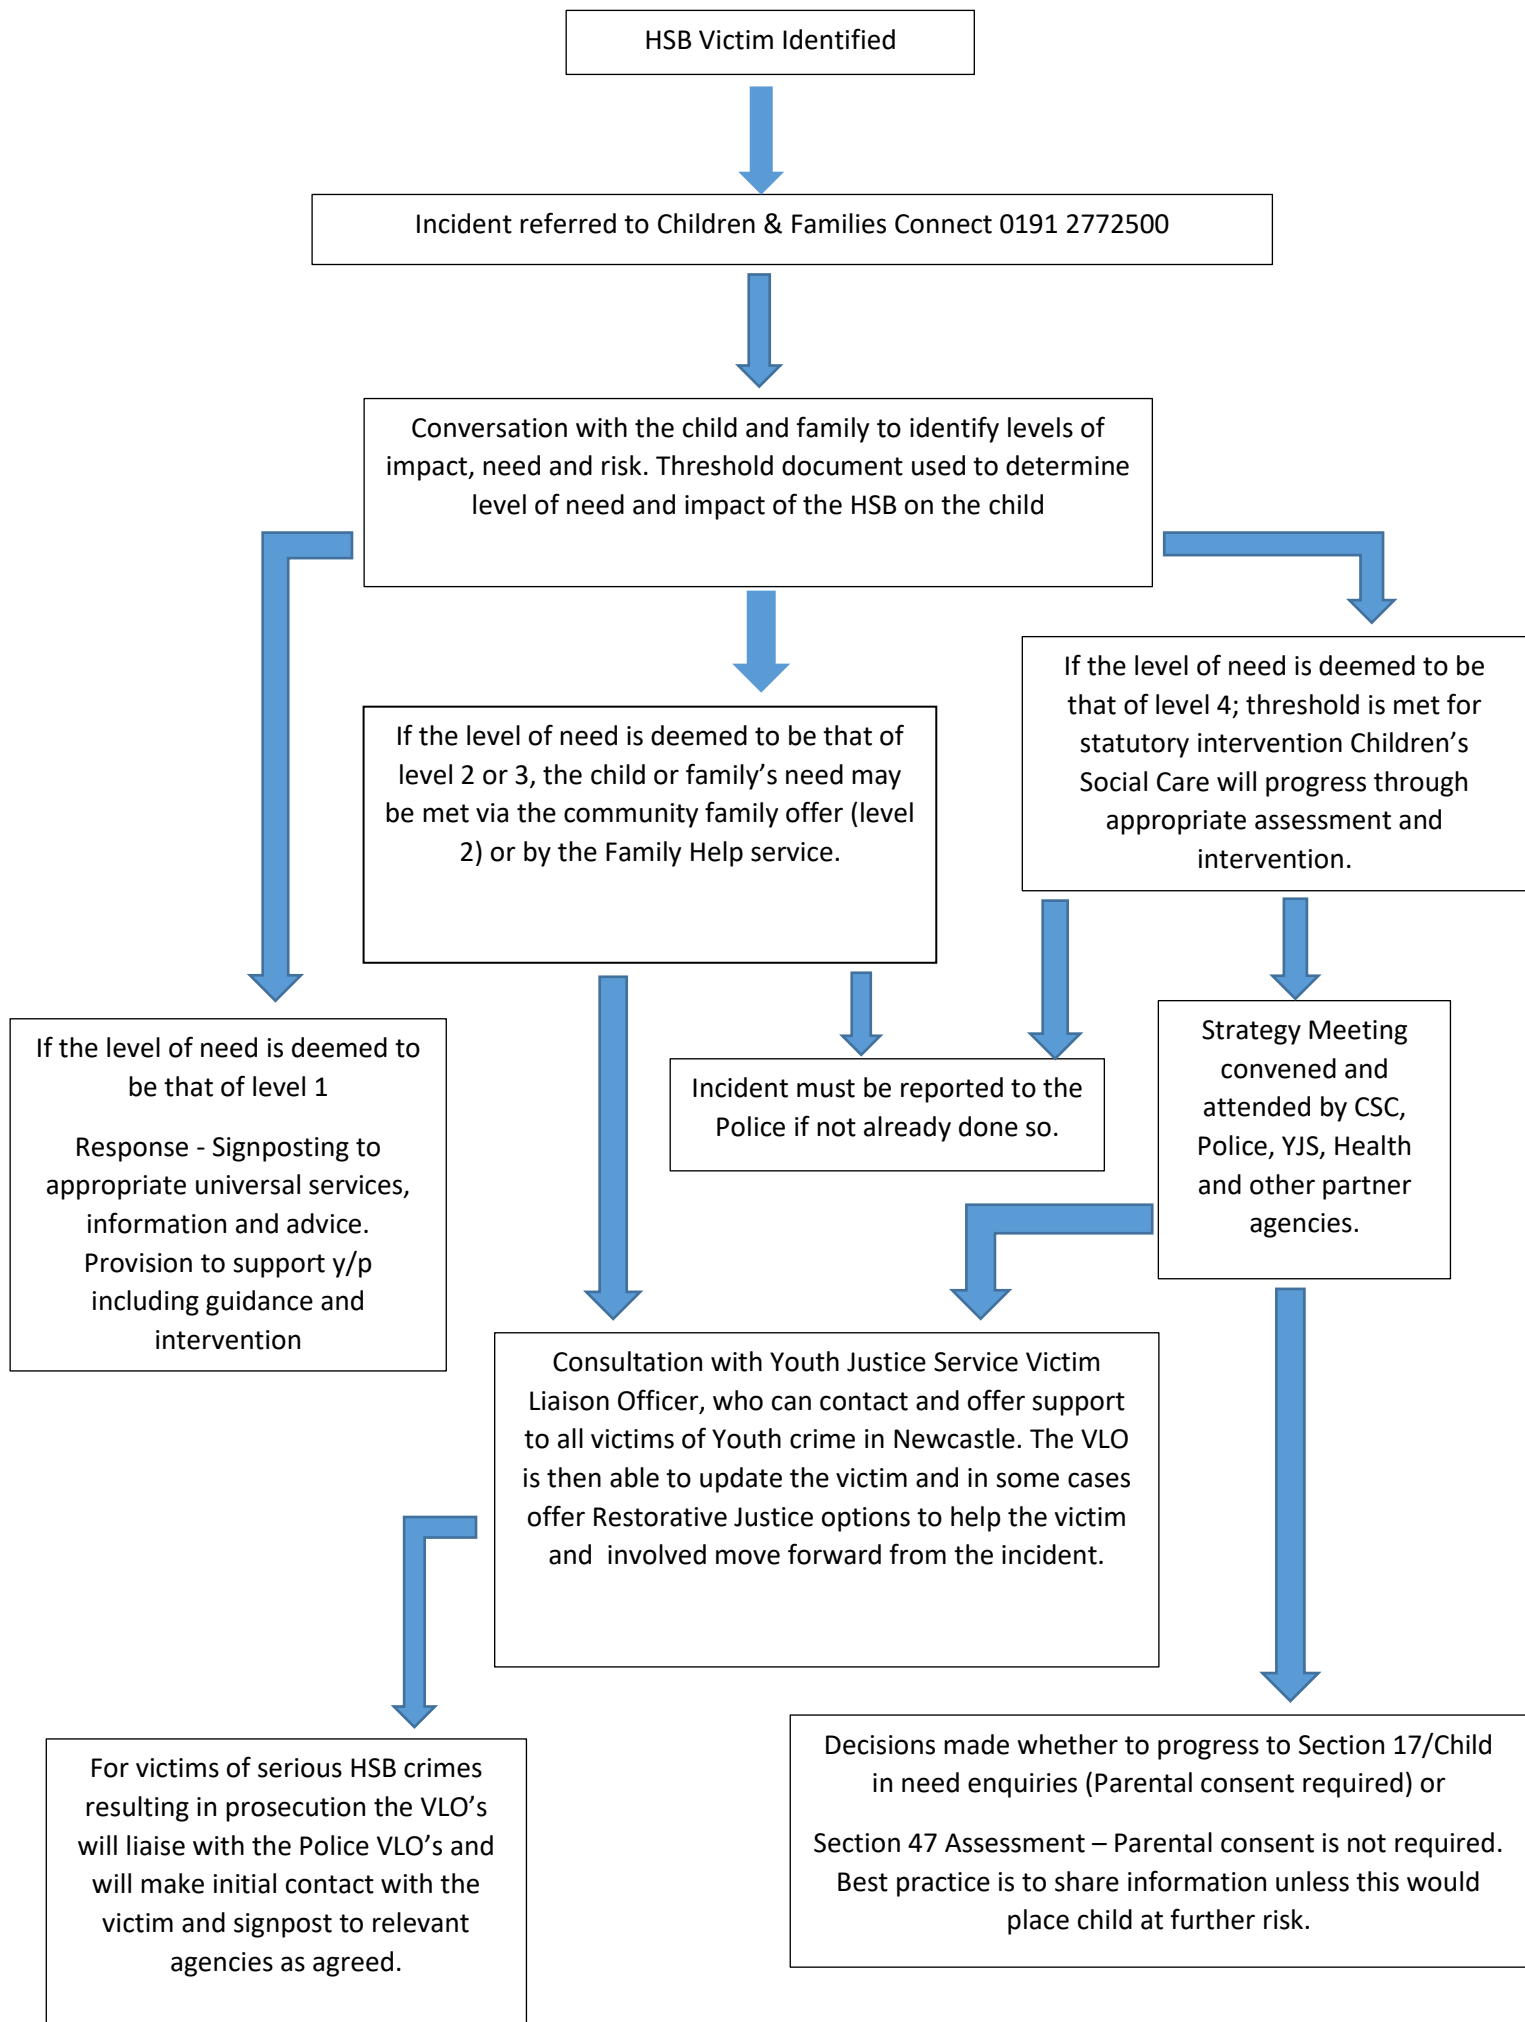 HSB Victim Identified
Incident referred to Children & Families Connect 0191 2772500
Conversation with the child and family to identify levels of
impact, need and risk. Threshold document used to determine
level of need and impact of the HSB on the child
If the level of need is deemed to be
that of level 4; threshold is met for
statutory intervention Children’s
Social Care will progress through
appropriate assessment and
intervention.
If the level of need is deemed to be that of
level 2 or 3, the child or family’s need may
be met via the community family offer (level
2) or by the Family Help service.
Strategy Meeting
convened and
attended by CSC,
Police, YJS, Health
and other partner
agencies.
If the level of need is deemed to
be that of level 1
Response - Signposting to
appropriate universal services,
information and advice.
Provision to support y/p
including guidance and
intervention
Incident must be reported to the
Police if not already done so.
Consultation with Youth Justice Service Victim
Liaison Officer, who can contact and offer support
to all victims of Youth crime in Newcastle. The VLO
is then able to update the victim and in some cases
offer Restorative Justice options to help the victim
and  involved move forward from the incident.
Decisions made whether to progress to Section 17/Child
in need enquiries (Parental consent required) or
Section 47 Assessment – Parental consent is not required.
Best practice is to share information unless this would
place child at further risk.
For victims of serious HSB crimes
resulting in prosecution the VLO’s
will liaise with the Police VLO’s and
will make initial contact with the
victim and signpost to relevant
agencies as agreed.